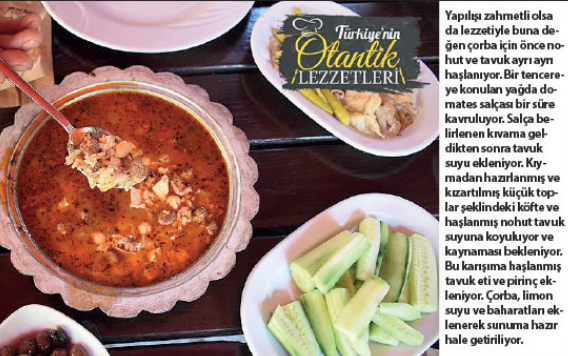 Türkiye'nin
Otantik
LEZZETLERİ
Yapılışı zahmetli olsa
da lezzetiyle buna de-
ğen çorba için önce no-
hut ve tavuk ayrı ayrı
haşlanıyor. Bir tencere-
ye konulan yağda do-
mates salçası bir süre
kavruluyor. Salça be-
lirlenen kıvama gel-
dikten sonra tavuk
suyu ekleniyor. Kıy-
madan hazırlanmış ve
kızartılmış küçük top-
lar şeklindeki köfte ve
haşlanmış nohut tavuk
suyuna koyuluyor ve
kaynaması bekleniyor.
Bu karışıma haşlanmış
tavuk eti ve pirinç ek-
leniyor. Çorba, limon
suyu ve baharatları ek-
lenerek sunuma hazır
hale getiriliyor.